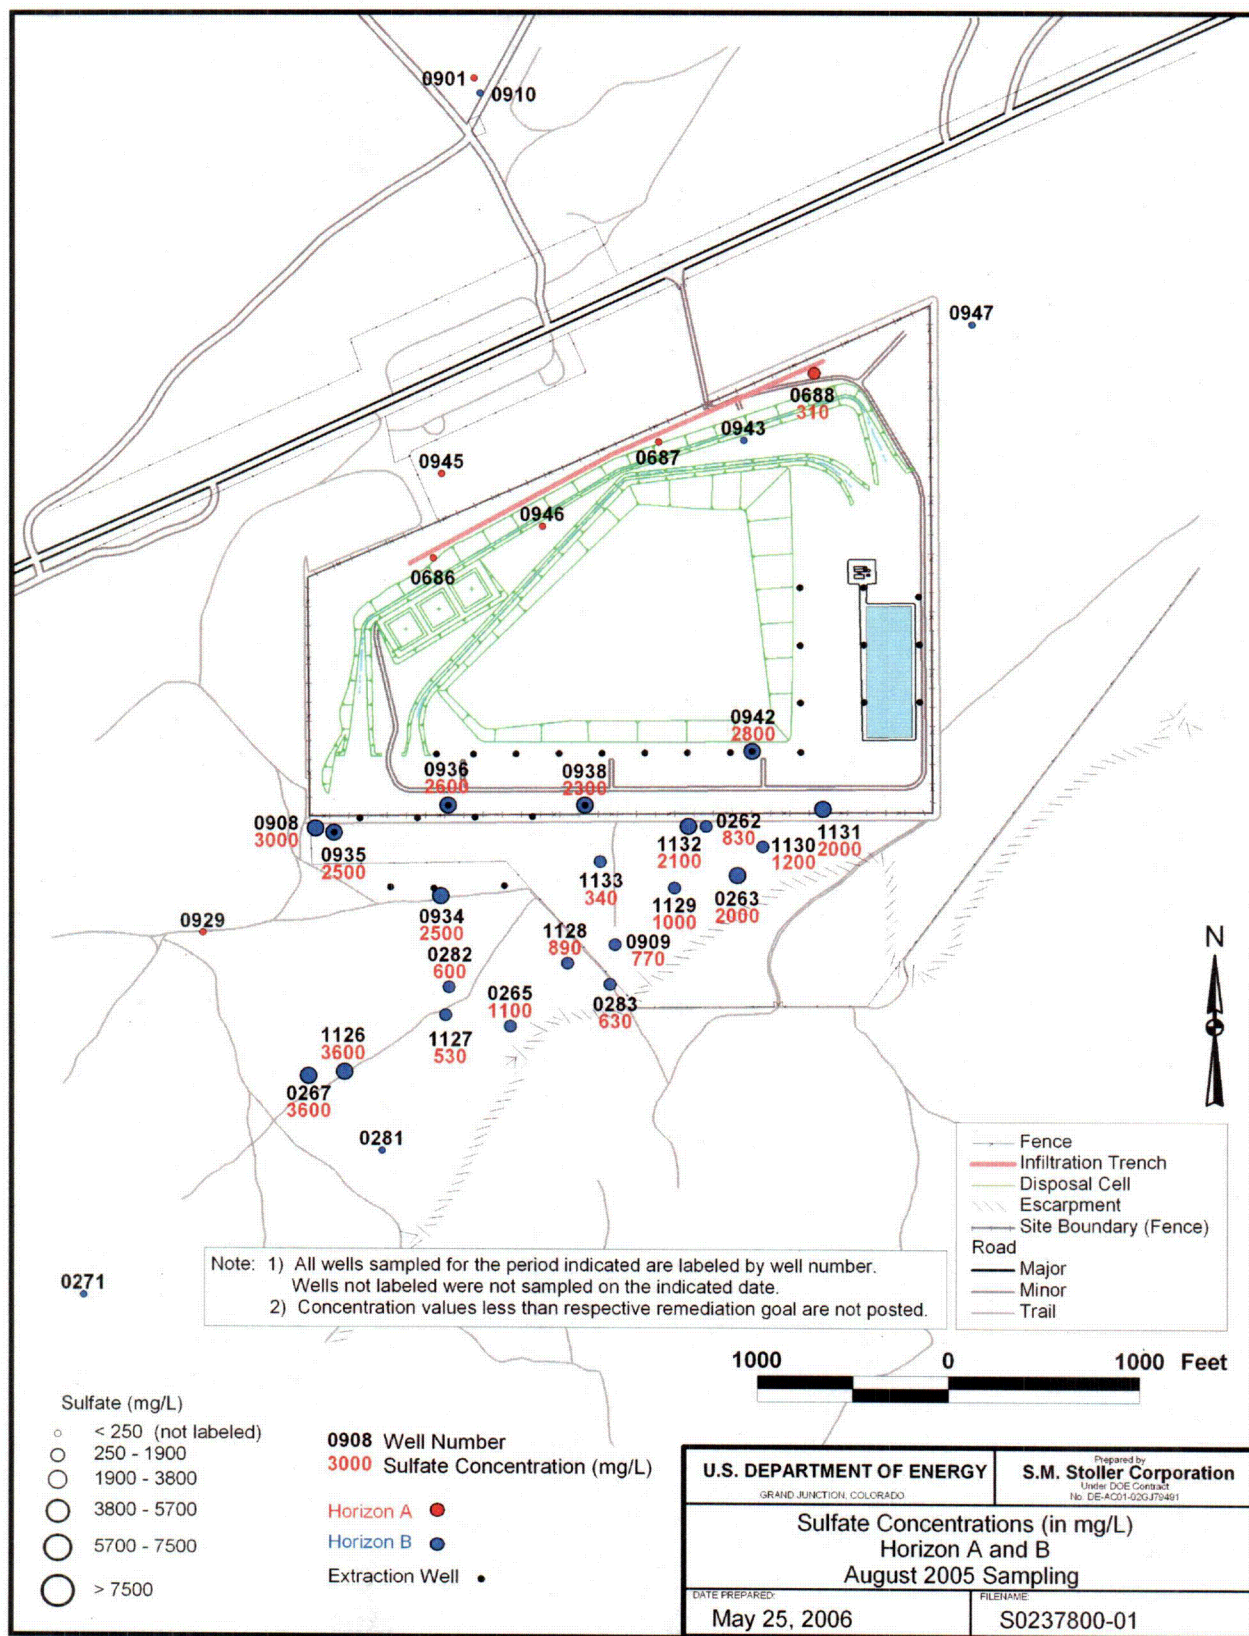 0901
0910
0947
0688
310
0943
0687
0945
0946
0686
0942
2800
0936
2600
0938
2300
0908
3000
0935
2500
0262
830
1131
2000
1132
2100
1130
1200
1133
340
1129
1000
0263
2000
0929
0934
2500
1128
890
0909
770
0282
600
0265
1100
0283
630
1127
530
1126
3600
0267
3600
0281
0271
N
Fence
Infiltration Trench
Disposal Cell
Escarpment
Site Boundary (Fence)
Road
Major
Minor
Trail
Note: 1) All wells sampled for the period indicated are labeled by well number.
Wells not labeled were not sampled on the indicated date.
2) Concentration values less than respective remediation goal are not posted.
1000 0 1000 Feet
Sulfate (mg/L)
< 250 (not labeled)
250 - 1900
1900 - 3800
3800 - 5700
5700 - 7500
> 7500
0908 Well Number
3000 Sulfate Concentration (mg/L)
Horizon A
Horizon B
Extraction Well
U.S. DEPARTMENT OF ENERGY
GRAND JUNCTION, COLORADO
Prepared by
S.M. Stoller Corporation
Under DOE Contract
No. DE-AC01-02GJ79491
Sulfate Concentrations (in mg/L)
Horizon A and B
August 2005 Sampling
DATE PREPARED:
May 25, 2006
FILENAME:
S0237800-01